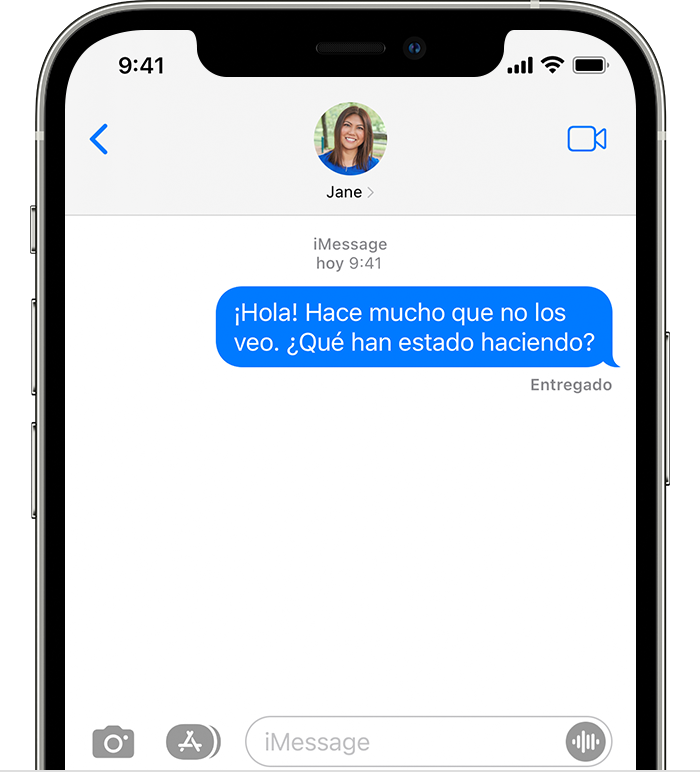 9:41
Jane
iMessage
hoy 9:41
¡Hola! Hace mucho que no los
veo. ¿Qué han estado haciendo?
Entregado
iMessage